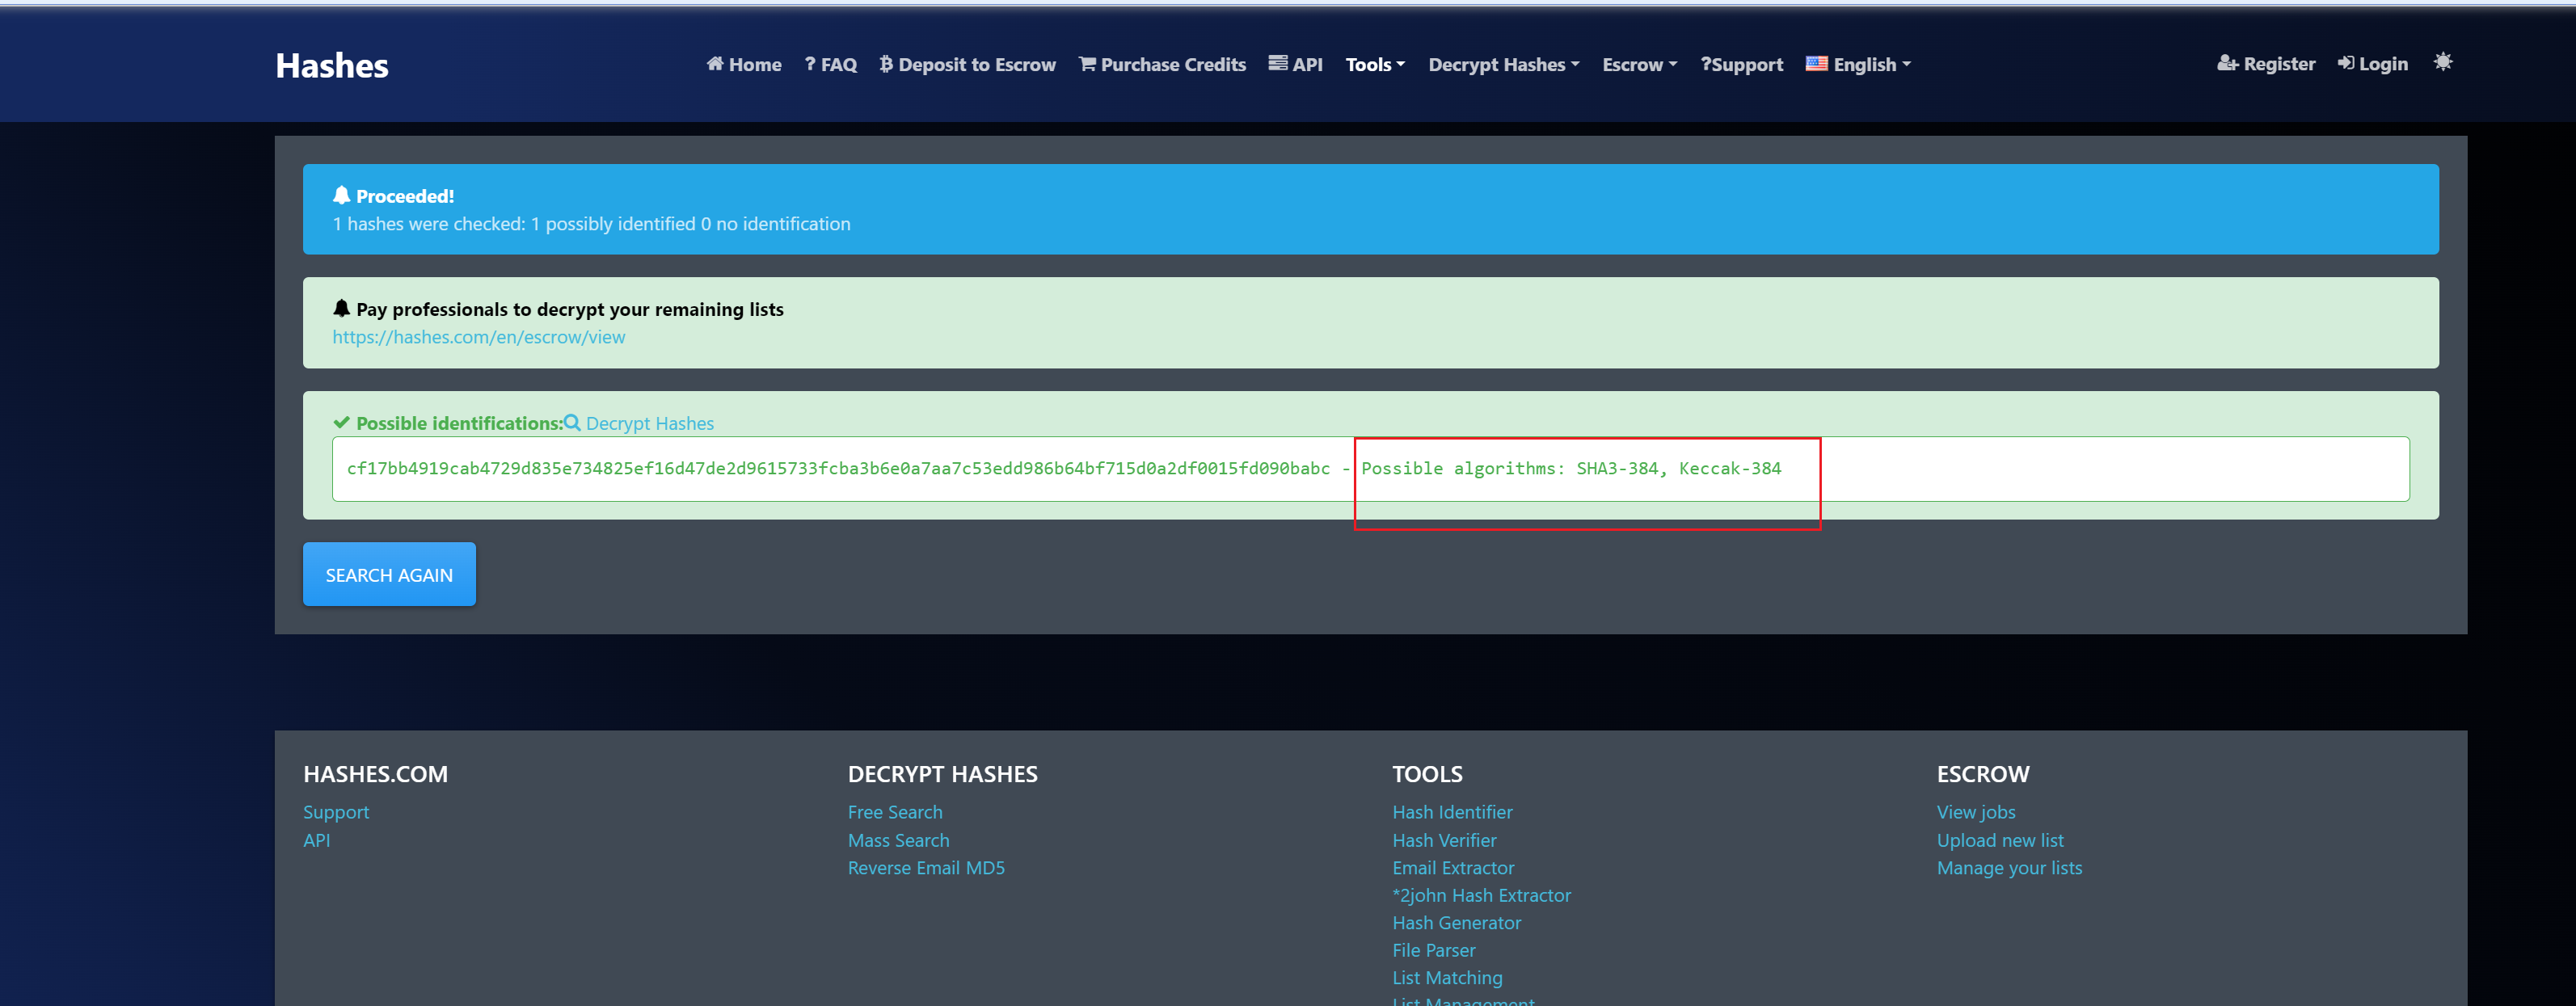 Hashes
Home
? FAQ
Deposit to Escrow
Purchase Credits
API
Tools
Decrypt Hashes
Escrow
?Support
English
Register
Login
Proceeded!
1 hashes were checked: 1 possibly identified 0 no identification
Pay professionals to decrypt your remaining lists
https://hashes.com/en/escrow/view
Possible identifications: Decrypt Hashes
cf17bb4919cab4729d835e734825ef16d47de2d9615733fcba3b6e0a7aa7c53edd986b64bf715d0a2df0015fd090babc - Possible algorithms: SHA3-384, Keccak-384
SEARCH AGAIN
HASHES.COM
Support
API
DECRYPT HASHES
Free Search
Mass Search
Reverse Email MD5
TOOLS
Hash Identifier
Hash Verifier
Email Extractor
*2john Hash Extractor
Hash Generator
File Parser
List Matching
List Management
ESCROW
View jobs
Upload new list
Manage your lists